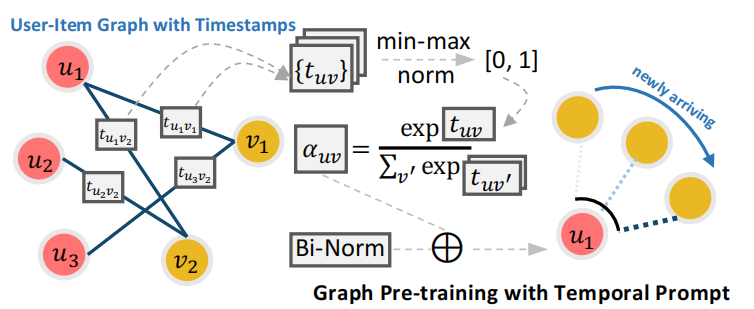 User-Item Graph with Timestamps
u₁
u₂
u₃
t_{u₁v₂}
t_{u₁v₁}
t_{u₂v₂}
t_{u₃v₂}
v₁
v₂
{t_{uv}}
min-max
norm
[0, 1]
α_{uv} = exp t_{uv} / ∑_{v′} exp t_{uv′}
Bi-Norm
⊕
newly arriving
u₁
Graph Pre-training with Temporal Prompt